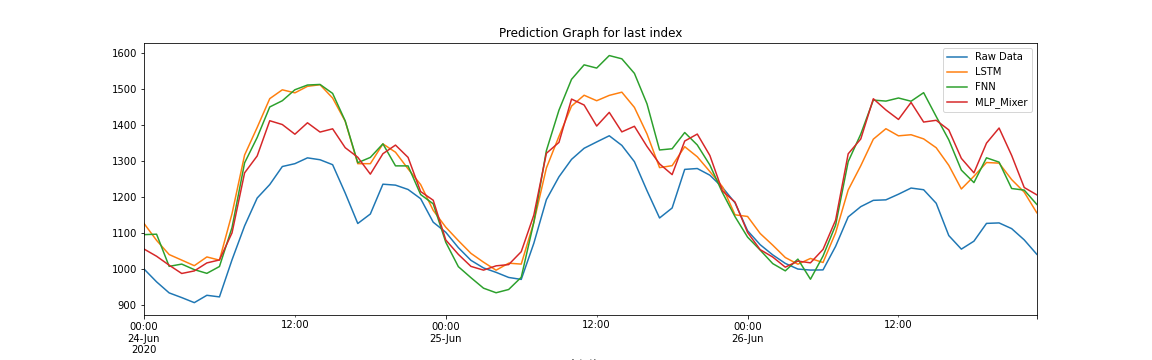 Prediction Graph for last index
1600
1500
1400
1300
1200
1100
1000
900
Raw Data
LSTM
FNN
MLP_Mixer
00:00
24-Jun
2020
12:00
00:00
25-Jun
12:00
00:00
26-Jun
12:00